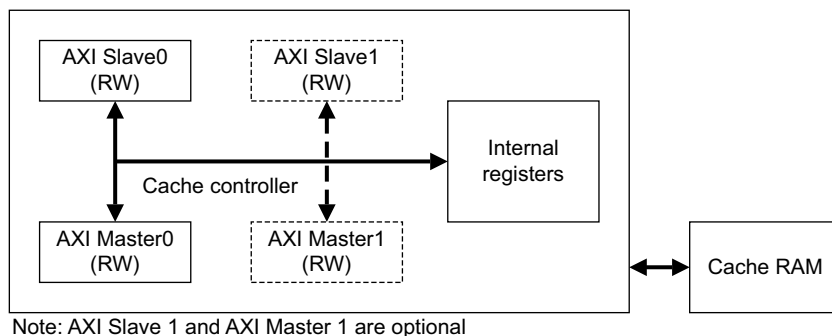 AXI Slave0
(RW)
AXI Slave1
(RW)
Internal
registers
Cache controller
AXI Master0
(RW)
AXI Master1
(RW)
Cache RAM
Note: AXI Slave 1 and AXI Master 1 are optional